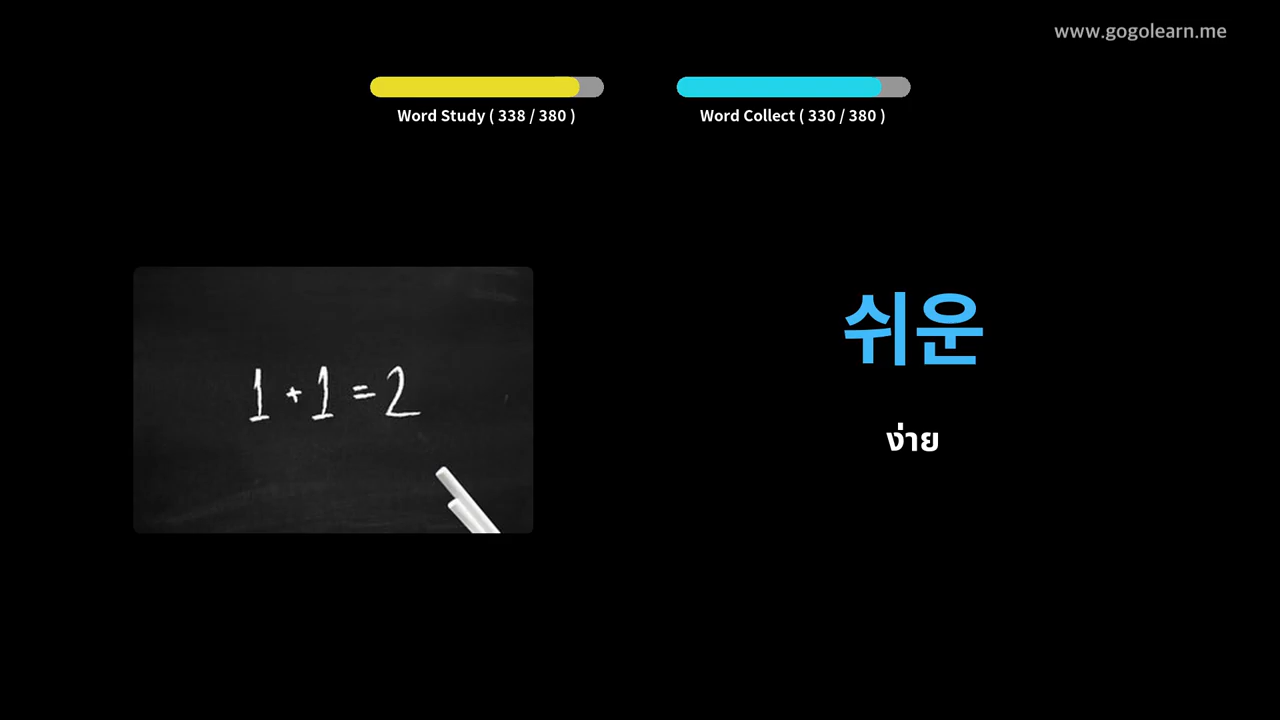 www.gogolearn.me
Word Study ( 338 / 380 )
Word Collect ( 330 / 380 )
1 + 1 = 2
쉬운
ง่าย